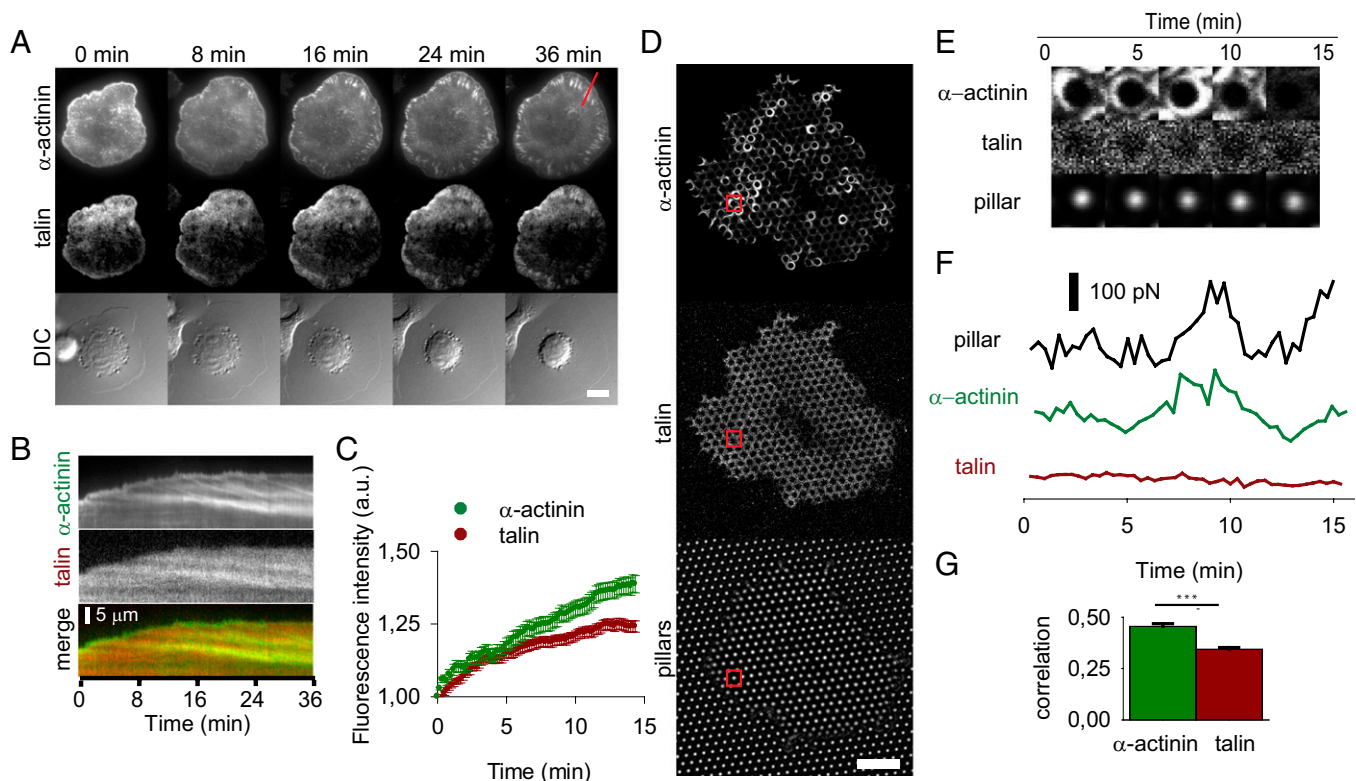 A
0 min 8 min 16 min 24 min 36 min
α-actinin
talin
DIC
B
α-actinin
talin
merge
5 μm
0 8 16 24 36
Time (min)
C
α-actinin
talin
Fluorescence intensity (a.u.)
1,50
1,25
1,00
0 5 10 15
Time (min)
D
α-actinin
talin
pillars
E
Time (min)
0 5 10 15
α-actinin
talin
pillar
F
100 pN
pillar
α-actinin
talin
0 5 10 15
Time (min)
G
***
correlation
0,50
0,25
0,00
α-actinin talin